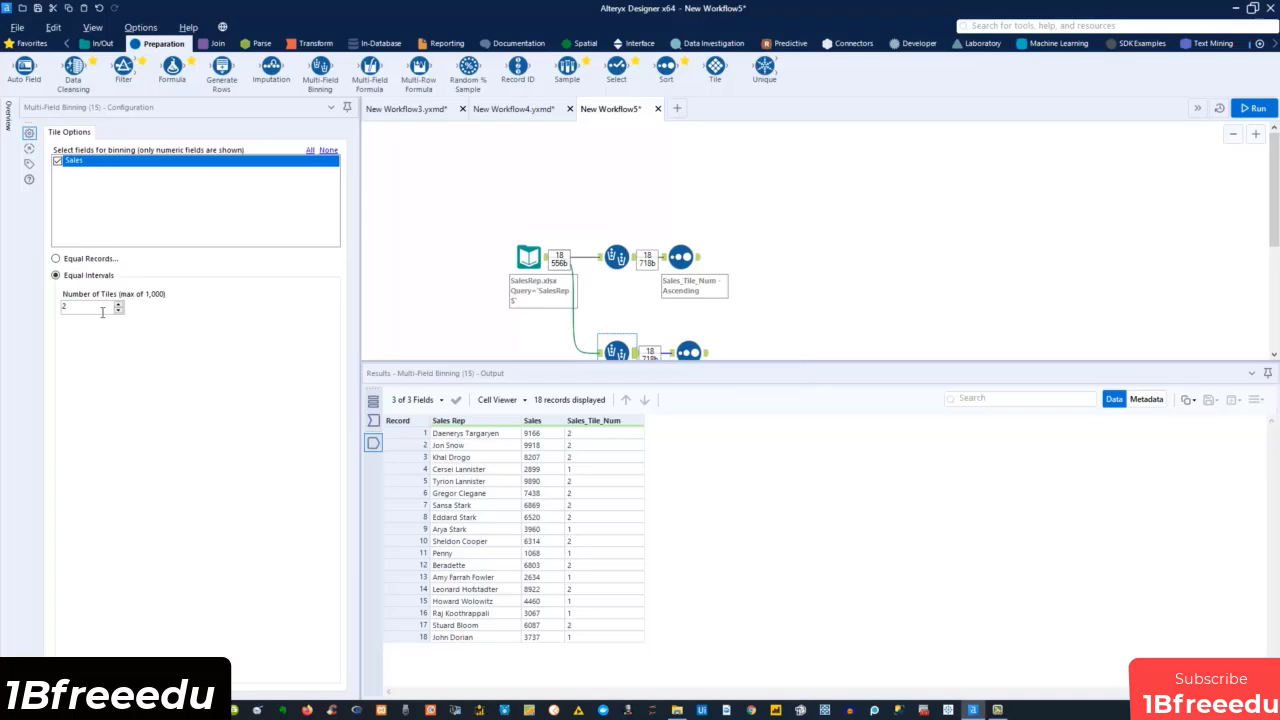 Alteryx Designer x64 - New Workflow5*
File Edit View Options Help
Search for tools, help, and resources
Favorites In/Out Preparation Join Parse Transform In-Database Reporting Documentation Spatial Interface Data Investigation Predictive Connectors Developer Laboratory Machine Learning SDK Examples Text Mining
Auto Field Data Cleansing Filter Formula Generate Rows Imputation Multi-Field Binning Multi-Field Formula Multi-Row Formula Random % Sample Record ID Sample Select Sort Tile Unique
Overview
Multi-Field Binning (15) - Configuration
New Workflow3.yxmd* New Workflow4.yxmd* New Workflow5*
Run
Tile Options
Select fields for binning (only numeric fields are shown) All None
Sales
Equal Records...
Equal Intervals
Number of Tiles (max of 1,000)
2
18
556b
18
718b
SalesRep.xlsx
Query=`SalesRep
$`
Sales_Tile_Num -
Ascending
18
718b
Results - Multi-Field Binning (15) - Output
3 of 3 Fields Cell Viewer 18 records displayed Search Data Metadata
Record Sales Rep Sales Sales_Tile_Num
1 Daenerys Targaryen 9166 2
2 Jon Snow 9918 2
3 Khal Drogo 8207 2
4 Cersei Lannister 2899 1
5 Tyrion Lannister 9890 2
6 Gregor Clegane 7438 2
7 Sansa Stark 6869 2
8 Eddard Stark 6520 2
9 Arya Stark 3960 1
10 Sheldon Cooper 6314 2
11 Penny 1068 1
12 Beradette 6803 2
13 Amy Farrah Fowler 2634 1
14 Leonard Hofstadter 8922 2
15 Howard Wolowitz 4460 1
16 Raj Koothrappali 3067 1
17 Stuard Bloom 6087 2
18 John Dorian 3737 1
1Bfreeedu
Subscribe
1Bfreeedu